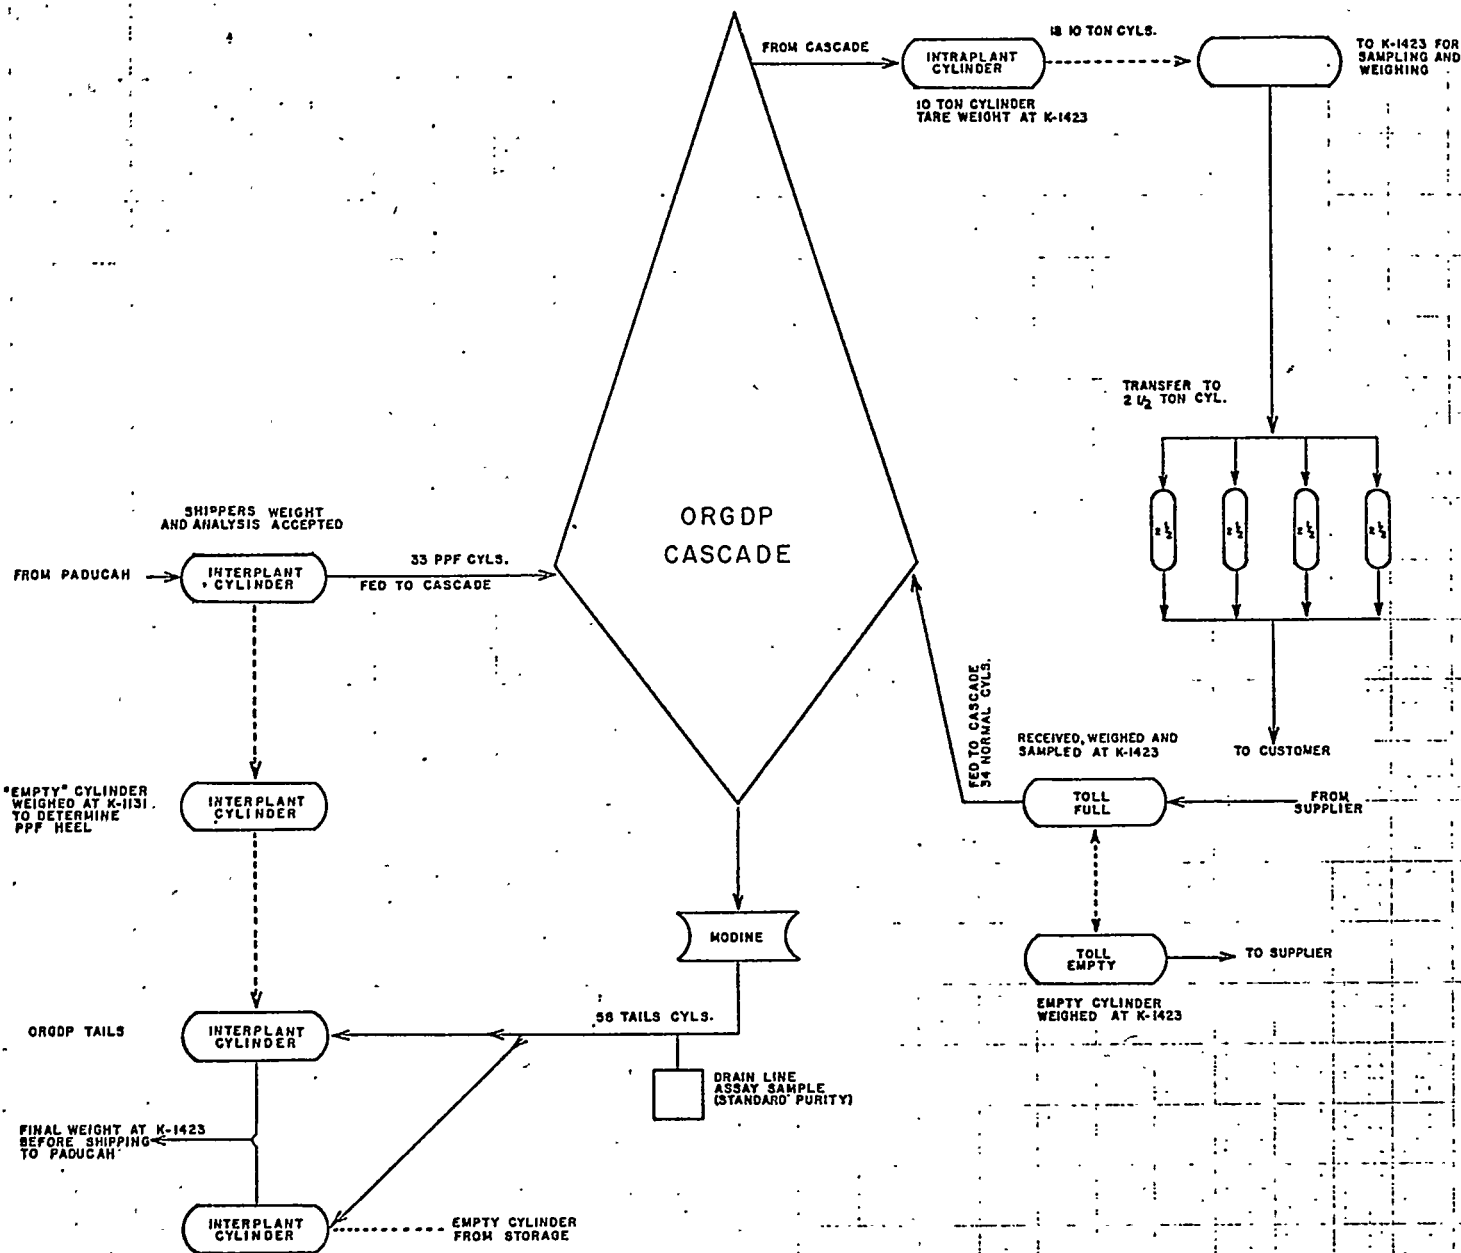 FROM CASCADE
INTRAPLANT
CYLINDER
10 TON CYLINDER
TARE WEIGHT AT K-1423
18 10 TON CYLS.
TO K-1423 FOR
SAMPLING AND
WEIGHING
TRANSFER TO
2 1/2 TON CYL.
2 1/2
2 1/2
2 1/2
2 1/2
TO CUSTOMER
ORGDP
CASCADE
SHIPPERS WEIGHT
AND ANALYSIS ACCEPTED
FROM PADUCAH
INTERPLANT
CYLINDER
33 PPF CYLS.
FED TO CASCADE
"EMPTY" CYLINDER
WEIGHED AT K-1131
TO DETERMINE
PPF HEEL
INTERPLANT
CYLINDER
FED TO CASCADE
34 NORMAL CYLS.
RECEIVED, WEIGHED AND
SAMPLED AT K-1423
TOLL
FULL
FROM
SUPPLIER
TOLL
EMPTY
TO SUPPLIER
EMPTY CYLINDER
WEIGHED AT K-1423
MODINE
ORGDP TAILS
INTERPLANT
CYLINDER
56 TAILS CYLS.
DRAIN LINE
ASSAY SAMPLE
(STANDARD PURITY)
FINAL WEIGHT AT K-1423
BEFORE SHIPPING
TO PADUCAH
INTERPLANT
CYLINDER
EMPTY CYLINDER
FROM STORAGE